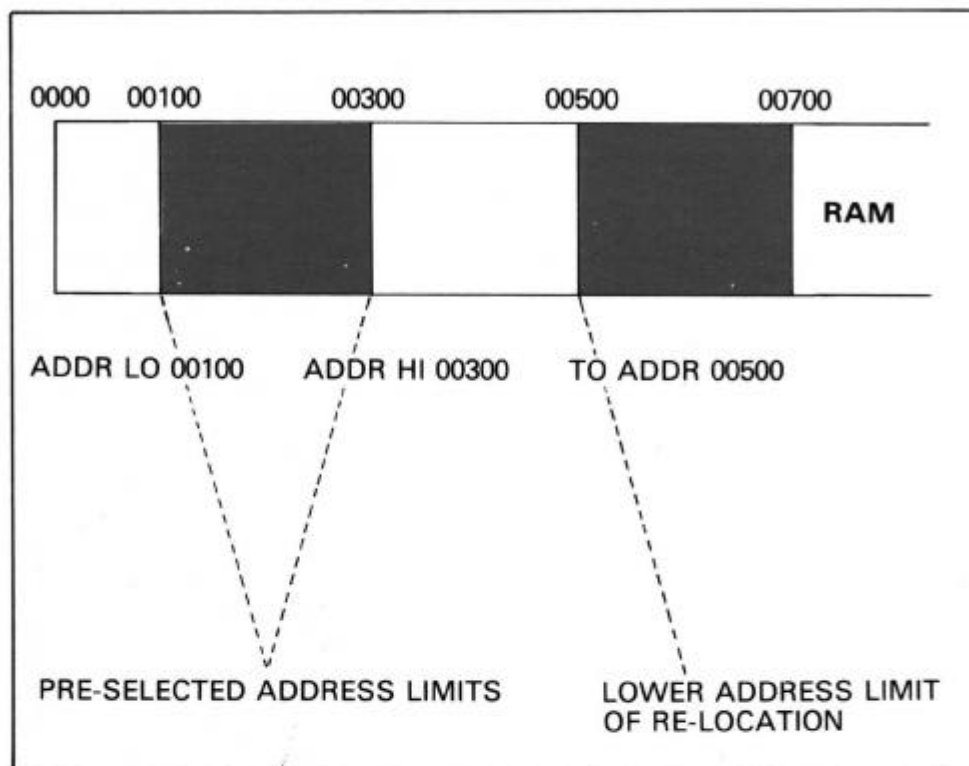 0000 00100 00300 00500 00700
RAM
ADDR LO 00100 ADDR HI 00300 TO ADDR 00500
PRE-SELECTED ADDRESS LIMITS
LOWER ADDRESS LIMIT
OF RE-LOCATION